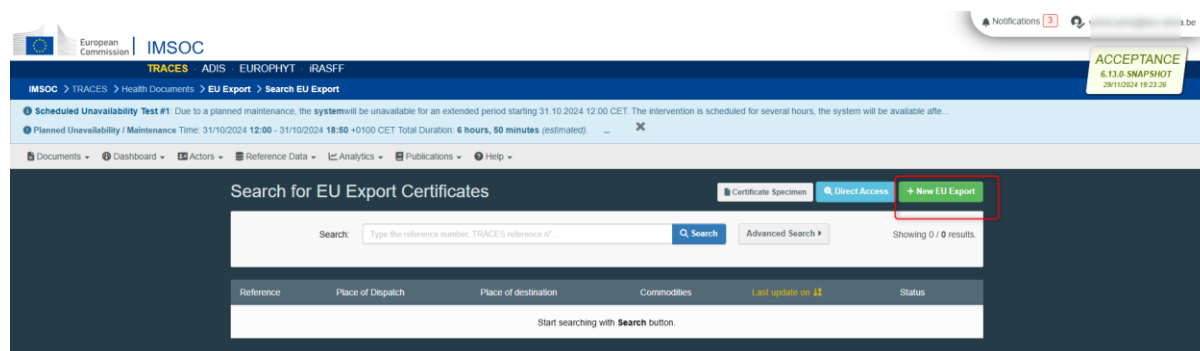 Notifications 3
.be
European
Commission
IMSOC
ACCEPTANCE
6.13.0-SNAPSHOT
29/11/2024 19:23:26
TRACES · ADIS · EUROPHYT · iRASFF
IMSOC > TRACES > Health Documents > EU Export > Search EU Export
Scheduled Unavailability Test #1: Due to a planned maintenance, the systemwill be unavailable for an extended period starting 31.10.2024 12:00 CET. The intervention is scheduled for several hours, the system will be available afte...
Planned Unavailability / Maintenance Time: 31/10/2024 12:00 - 31/10/2024 18:50 +0100 CET Total Duration: 6 hours, 50 minutes (estimated). ...
Documents Dashboard Actors Reference Data Analytics Publications Help
Search for EU Export Certificates
Certificate Specimen Direct Access + New EU Export
Search: Type the reference number, TRACES reference n°... Search Advanced Search Showing 0 / 0 results.
Reference Place of Dispatch Place of destination Commodities Last update on Status
Start searching with Search button.